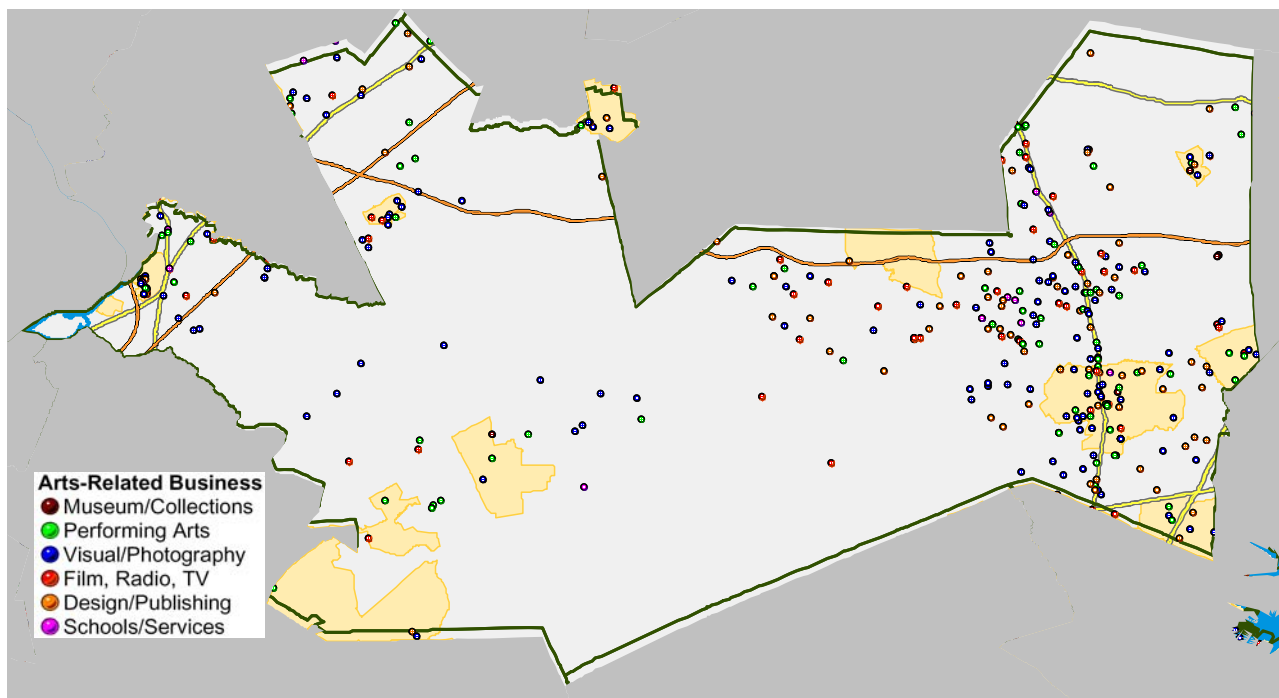 Arts-Related Business
Museum/Collections
Performing Arts
Visual/Photography
Film, Radio, TV
Design/Publishing
Schools/Services